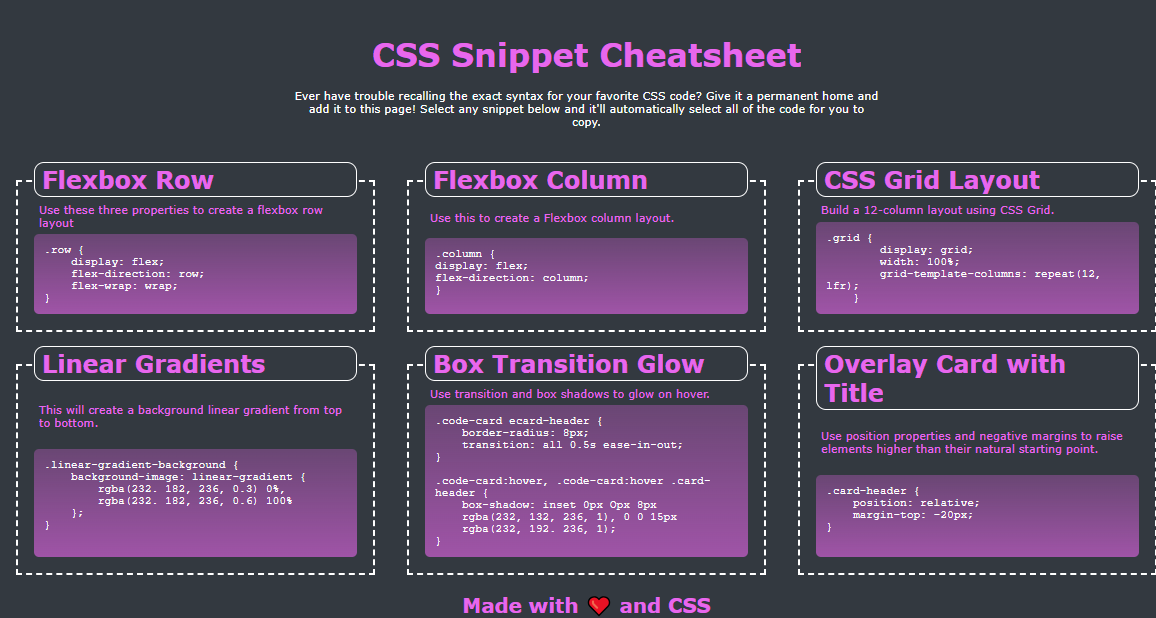 CSS Snippet Cheatsheet
Ever have trouble recalling the exact syntax for your favorite CSS code? Give it a permanent home and
add it to this page! Select any snippet below and it'll automatically select all of the code for you to
copy.
Flexbox Row
Use these three properties to create a flexbox row
layout
.row {
    display: flex;
    flex-direction: row;
    flex-wrap: wrap;
}
Flexbox Column
Use this to create a Flexbox column layout.
.column {
display: flex;
flex-direction: column;
}
CSS Grid Layout
Build a 12-column layout using CSS Grid.
.grid {
        display: grid;
        width: 100%;
        grid-template-columns: repeat(12,
lfr);
    }
Linear Gradients
This will create a background linear gradient from top
to bottom.
.linear-gradient-background {
    background-image: linear-gradient {
        rgba(232. 182, 236, 0.3) 0%,
        rgba(232. 182, 236, 0.6) 100%
    };
}
Box Transition Glow
Use transition and box shadows to glow on hover.
.code-card ecard-header {
    border-radius: 8px;
    transition: all 0.5s ease-in-out;
}
.code-card:hover, .code-card:hover .card-
header {
    box-shadow: inset 0px 0px 8px
    rgba(232, 132, 236, 1), 0 0 15px
    rgba(232, 192. 236, 1);
}
Overlay Card with
Title
Use position properties and negative margins to raise
elements higher than their natural starting point.
.card-header {
    position: relative;
    margin-top: -20px;
}
Made with ❤️ and CSS